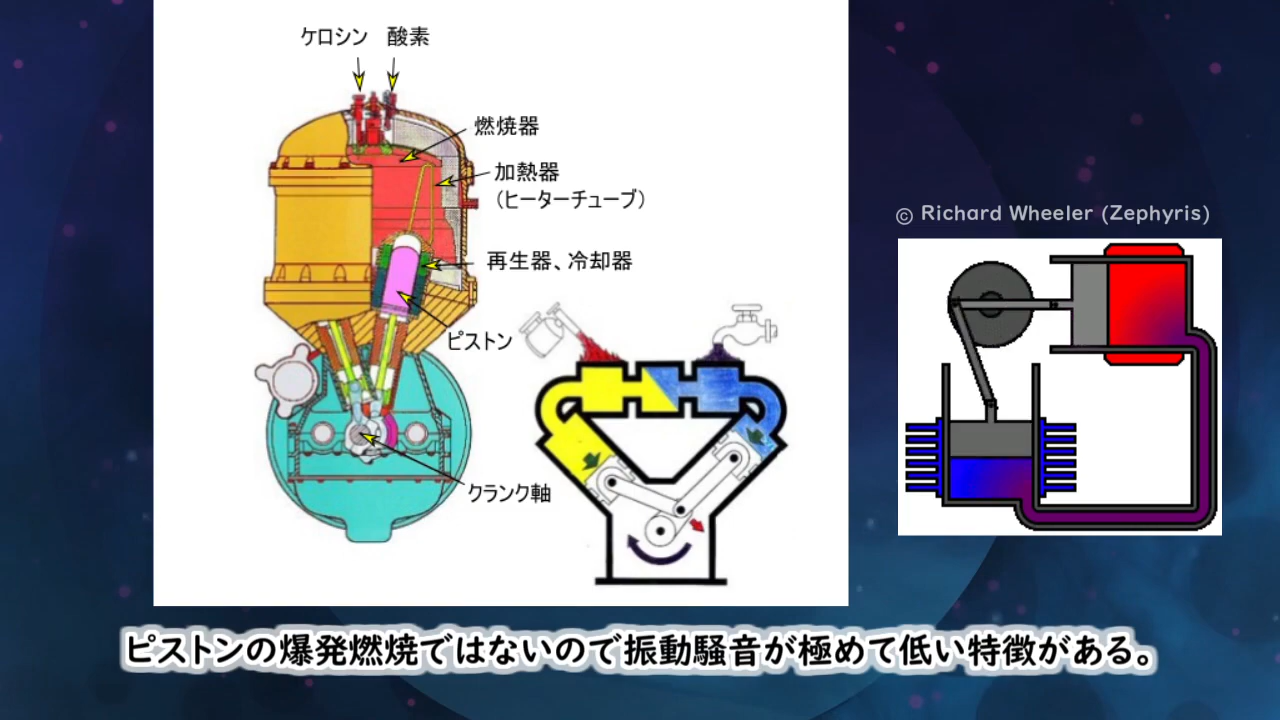 ケロシン 酸素
燃焼器
加熱器
（ヒーターチューブ）
再生器、冷却器
ピストン
クランク軸
© Richard Wheeler (Zephyris)
ピストンの爆発燃焼ではないので振動騒音が極めて低い特徴がある。